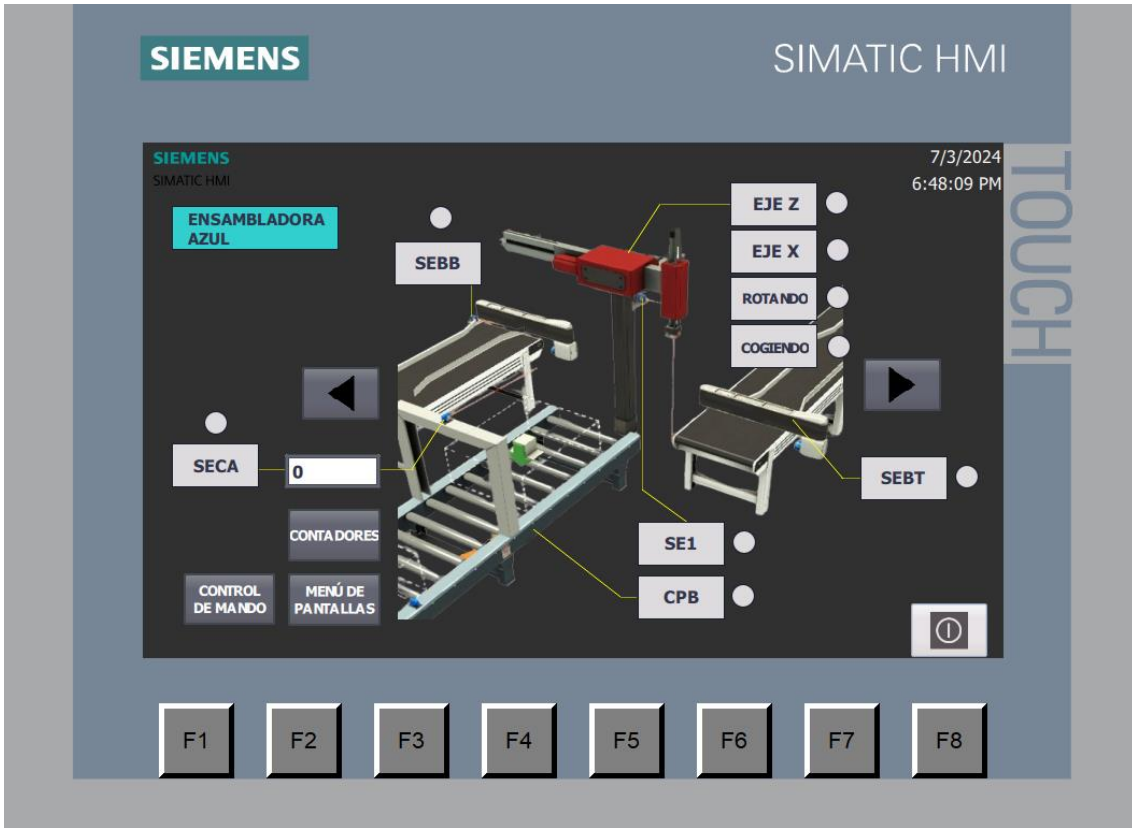 SIEMENS
SIMATIC HMI
TOUCH
SIEMENS
SIMATIC HMI
7/3/2024
6:48:09 PM
ENSAMBLADORA
AZUL
SEBB
EJE Z
EJE X
ROTANDO
COGIENDO
SECA
0
SEBT
CONTADORES
SE1
CONTROL
DE MANDO
MENÚ DE
PANTALLAS
CPB
F1
F2
F3
F4
F5
F6
F7
F8